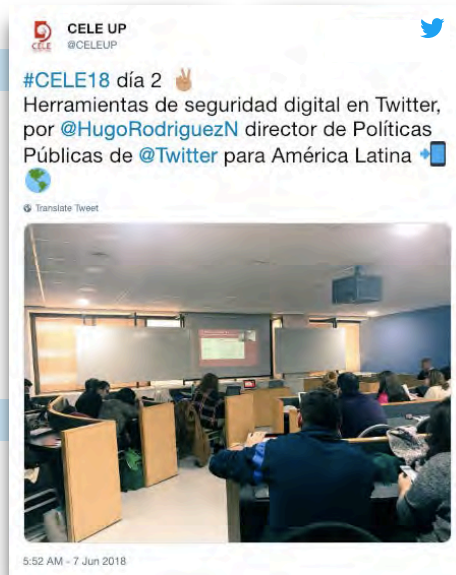 CELE
CELE UP
@CELEUP
#CELE18 día 2 ✌🏽
Herramientas de seguridad digital en Twitter,
por @HugoRodriguezN director de Políticas
Públicas de @Twitter para América Latina 📲
🌎
Translate Tweet
5:52 AM - 7 Jun 2018